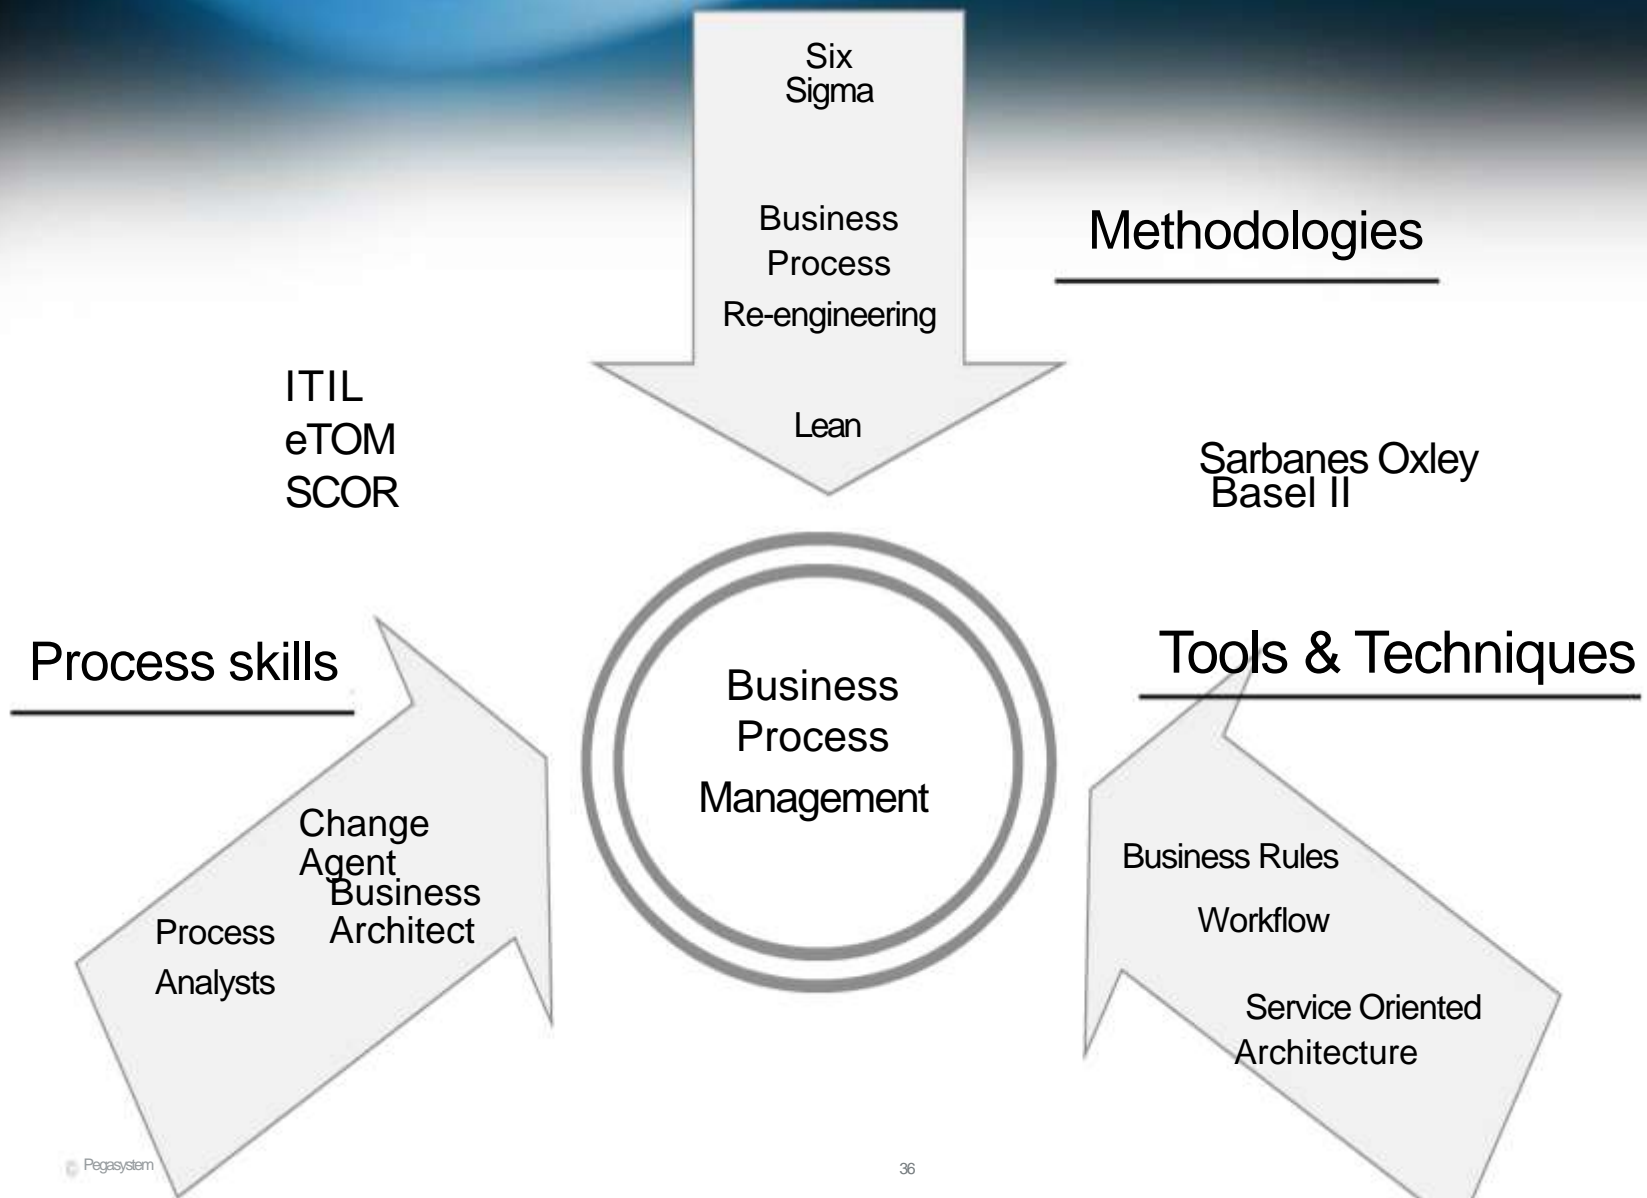 Six
Sigma
Business
Process
Re-engineering
Lean
Methodologies
ITIL
eTOM
SCOR
Sarbanes Oxley
Basel II
Process skills
Tools & Techniques
Business
Process
Management
Change
Agent
Business
Architect
Process
Analysts
Business Rules
Workflow
Service Oriented
Architecture
© Pegasystem
36